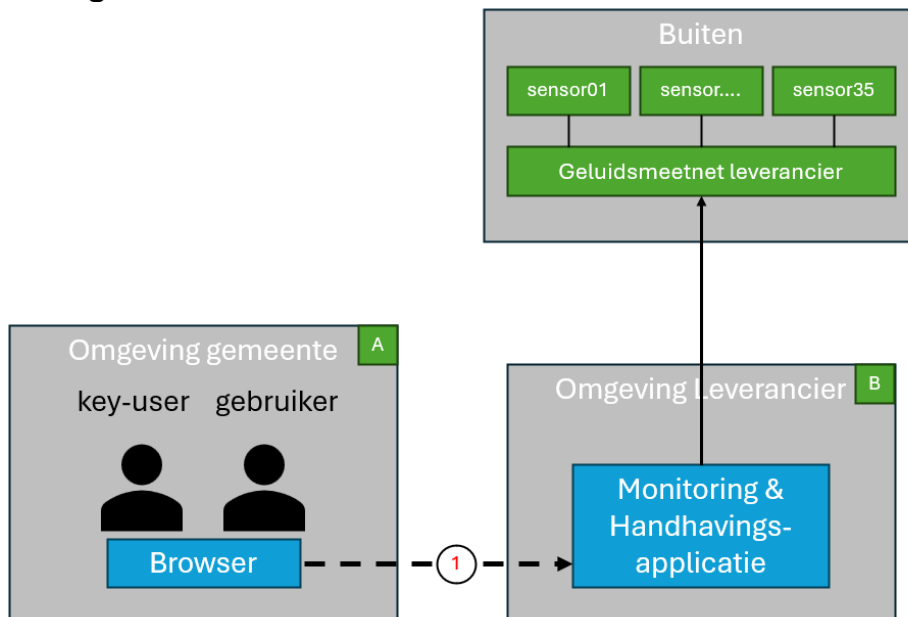 Buiten
sensor01
sensor....
sensor35
Geluidsmeetnet leverancier
Omgeving gemeente
A
key-user gebruiker
Browser
1
Omgeving Leverancier
B
Monitoring &
Handhavings-
applicatie